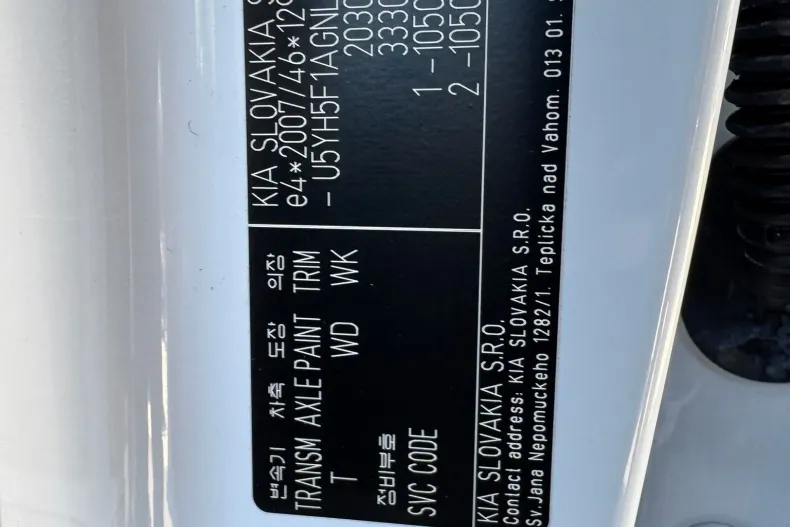 KIA SLOVAKIA S
e4*2007/46*128
- U5YH5F1AGNL
2030
3330
1 -1050
2 -1050
변속기 차축 도장 의장
TRANSM AXLE PAINT TRIM
T WD WK
정비부호
SVC CODE
KIA SLOVAKIA S.R.O.
Contact address: KIA SLOVAKIA S.R.O.
Sv.Jana Nepomuckeho 1282/1. Teplicka nad Vahom. 013 01. S